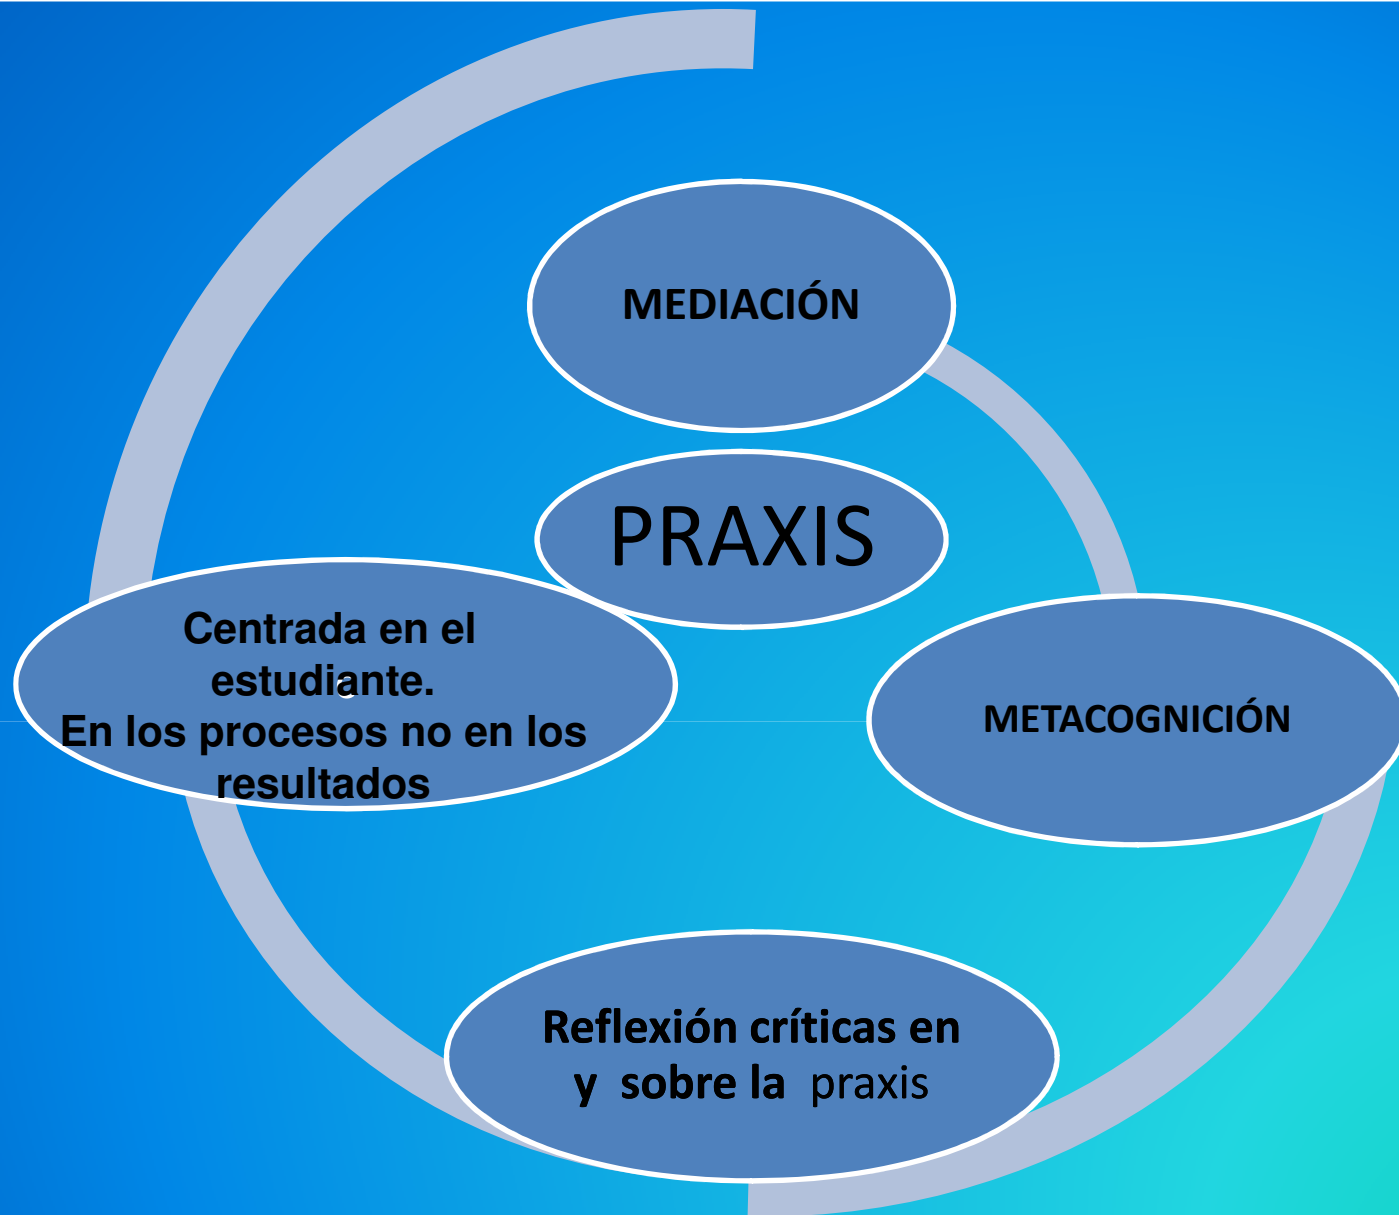 MEDIACIÓN
PRAXIS
Centrada en el
estudiante.
En los procesos no en los
resultados
METACOGNICIÓN
Reflexión críticas en
y sobre la praxis